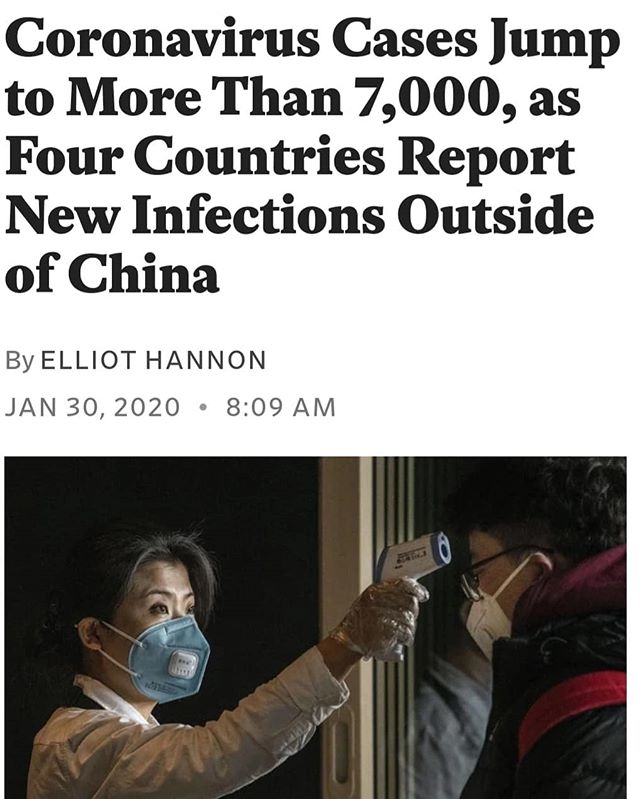 Coronavirus Cases Jump
to More Than 7,000, as
Four Countries Report
New Infections Outside
of China
By ELLIOT HANNON
JAN 30, 2020 • 8:09 AM